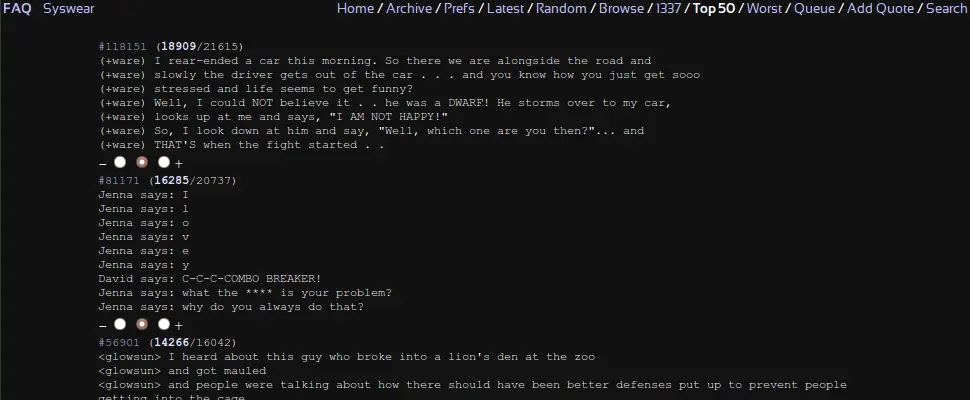 FAQ Syswear Home / Archive / Prefs / Latest / Random / Browse / 1337 / Top 50 / Worst / Queue / Add Quote / Search
#118151 (18909/21615)
(+ware) I rear-ended a car this morning. So there we are alongside the road and
(+ware) slowly the driver gets out of the car . . . and you know how you just get sooo
(+ware) stressed and life seems to get funny?
(+ware) Well, I could NOT believe it . . he was a DWARF! He storms over to my car,
(+ware) looks up at me and says, "I AM NOT HAPPY!"
(+ware) So, I look down at him and say, "Well, which one are you then?"... and
(+ware) THAT'S when the fight started . .
– +
#81171 (16285/20737)
Jenna says: I
Jenna says: l
Jenna says: o
Jenna says: v
Jenna says: e
Jenna says: y
David says: C-C-C-COMBO BREAKER!
Jenna says: what the **** is your problem?
Jenna says: why do you always do that?
– +
#56901 (14266/16042)
<glowsun> I heard about this guy who broke into a lion's den at the zoo
<glowsun> and got mauled
<glowsun> and people were talking about how there should have been better defenses put up to prevent people
getting into the cage